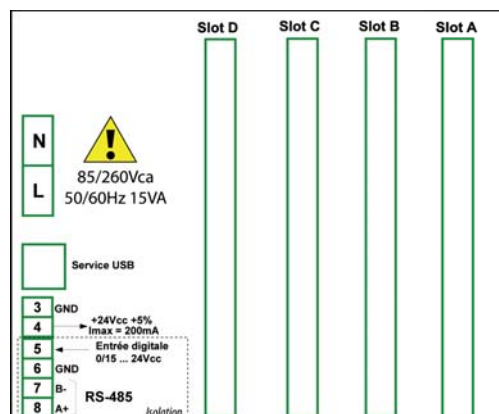 Slot D Slot C Slot B Slot A
N
L
85/260Vca
50/60Hz 15VA
Service USB
3 GND
4 +24Vcc +5%
Imax = 200mA
5 Entrée digitale
0/15 ... 24Vcc
6 GND
7 B-
RS-485
8 A+
Isolation